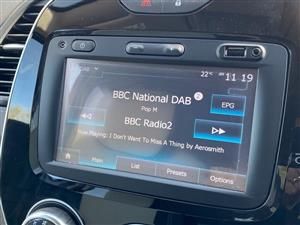 22°C 11 19
BBC National DAB 2
Pop M
EPG
BBC Radio2
Now Playing: I Don't Want To Miss A Thing by Aerosmith
Main
List
Presets
Options